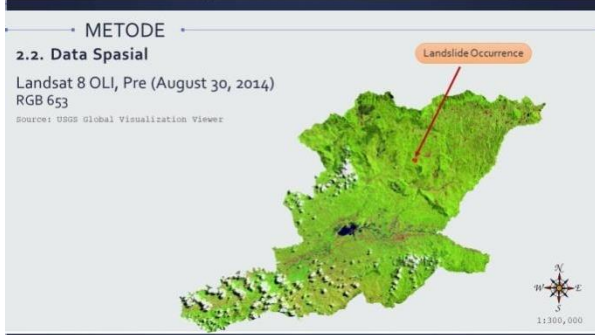 METODE
2.2. Data Spasial
Landslide Occurrence
Landsat 8 OLI, Pre (August 30, 2014)
RGB 653
Source: USGS Global Visualization Viewer
N
W E
S
1:300,000